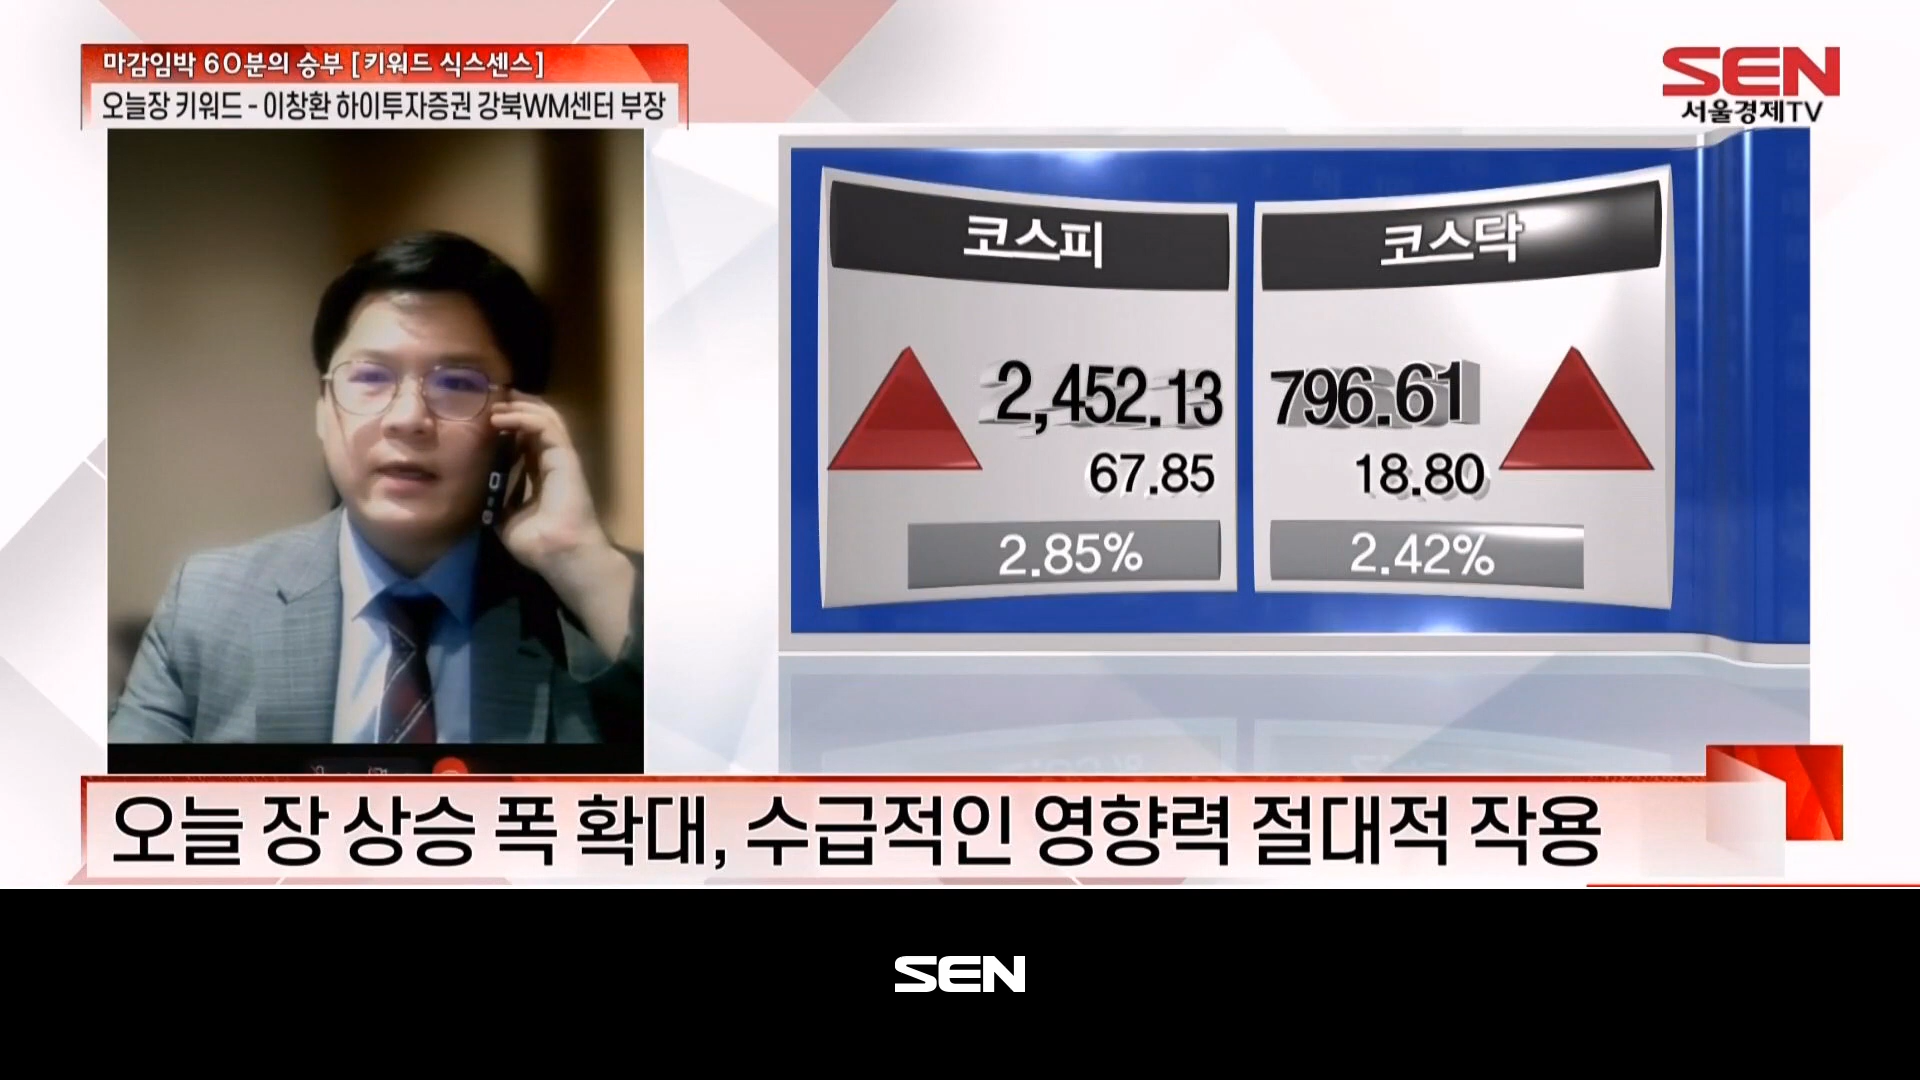 마감임박 60분의 승부 [키워드 식스센스]
오늘장 키워드 - 이창환 하이투자증권 강북WM센터 부장
SEN
서울경제TV
코스피
2,452.13
67.85
2.85%
코스닥
796.61
18.80
2.42%
오늘 장 상승 폭 확대, 수급적인 영향력 절대적 작용
SEN